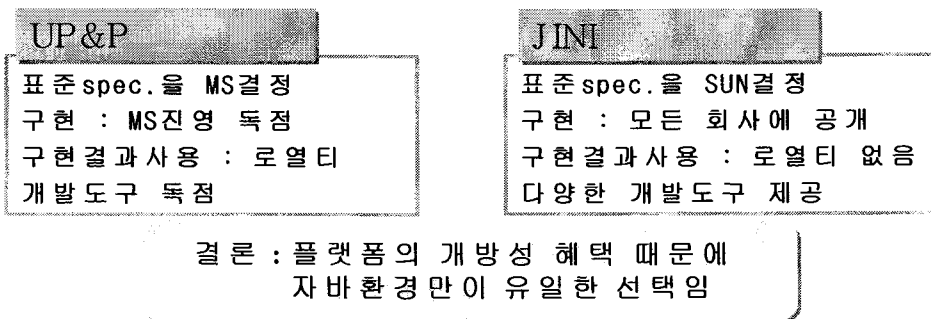 UP&P
표준spec.을 MS결정
구현 : MS진영 독점
구현결과사용 : 로열티
개발도구 독점
JINI
표준spec.을 SUN결정
구현 : 모든 회사에 공개
구현결과사용 : 로열티 없음
다양한 개발도구 제공
결론 : 플랫폼의 개방성 혜택 때문에
자바환경만이 유일한 선택임